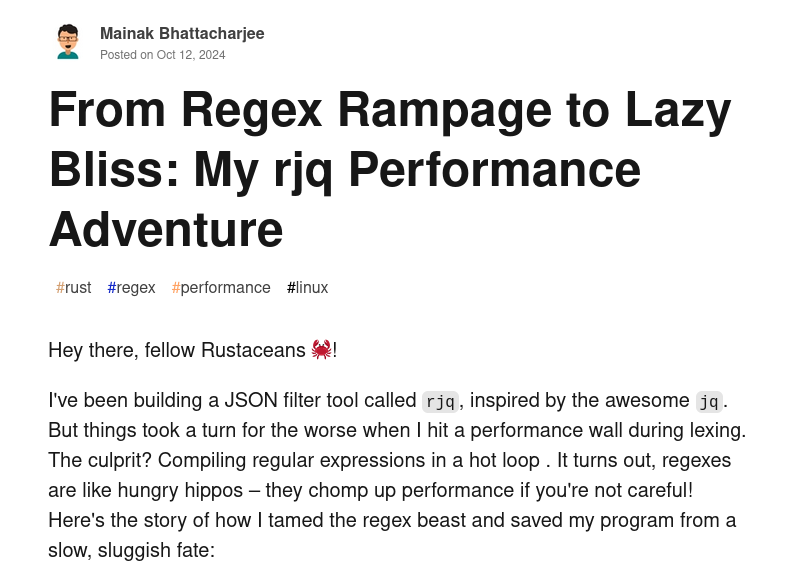 Mainak Bhattacharjee
Posted on Oct 12, 2024
From Regex Rampage to Lazy
Bliss: My rjq Performance
Adventure
#rust #regex #performance #linux
Hey there, fellow Rustaceans 🦀!
I've been building a JSON filter tool called rjq, inspired by the awesome jq.
But things took a turn for the worse when I hit a performance wall during lexing.
The culprit? Compiling regular expressions in a hot loop . It turns out, regexes
are like hungry hippos – they chomp up performance if you're not careful!
Here's the story of how I tamed the regex beast and saved my program from a
slow, sluggish fate: